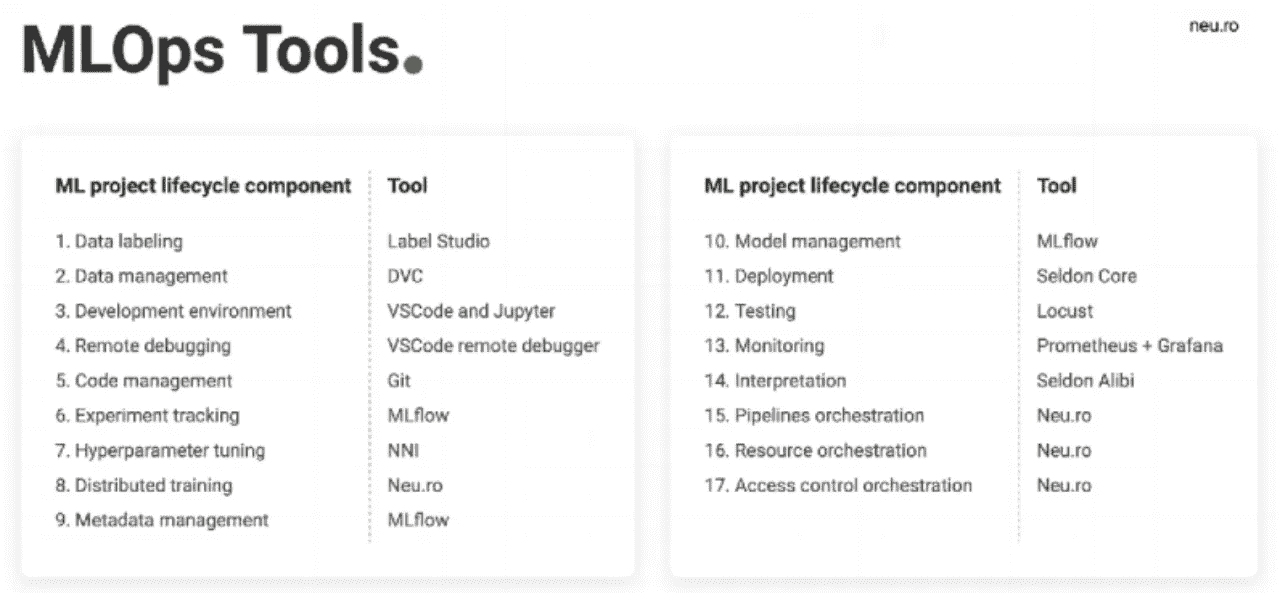 MLOps Tools.
neu.ro
ML project lifecycle component Tool
1. Data labeling Label Studio
2. Data management DVC
3. Development environment VSCode and Jupyter
4. Remote debugging VSCode remote debugger
5. Code management Git
6. Experiment tracking MLflow
7. Hyperparameter tuning NNI
8. Distributed training Neu.ro
9. Metadata management MLflow
ML project lifecycle component Tool
10. Model management MLflow
11. Deployment Seldon Core
12. Testing Locust
13. Monitoring Prometheus + Grafana
14. Interpretation Seldon Alibi
15. Pipelines orchestration Neu.ro
16. Resource orchestration Neu.ro
17. Access control orchestration Neu.ro